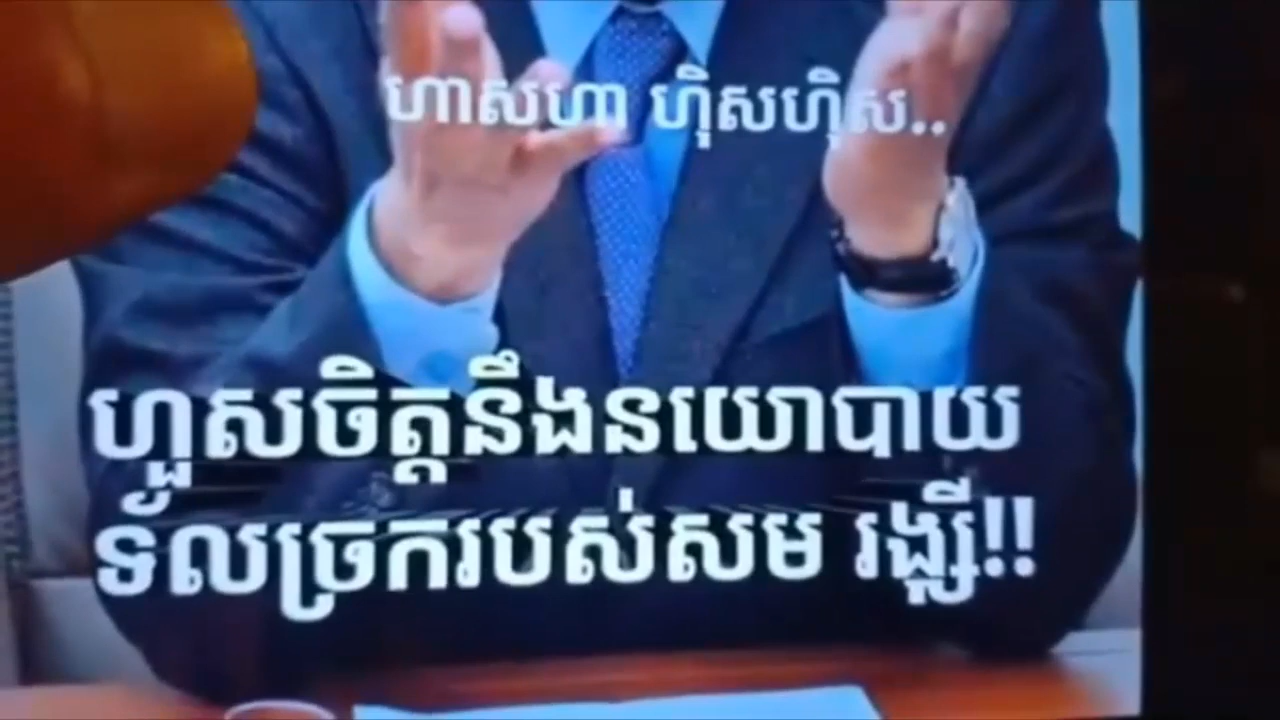 ហាសហា ហ៊ិសហ៊ិស..
ហួសចិត្តនឹងនយោបាយ
ទ័លច្រករបស់សម រង្ស៊ី!!